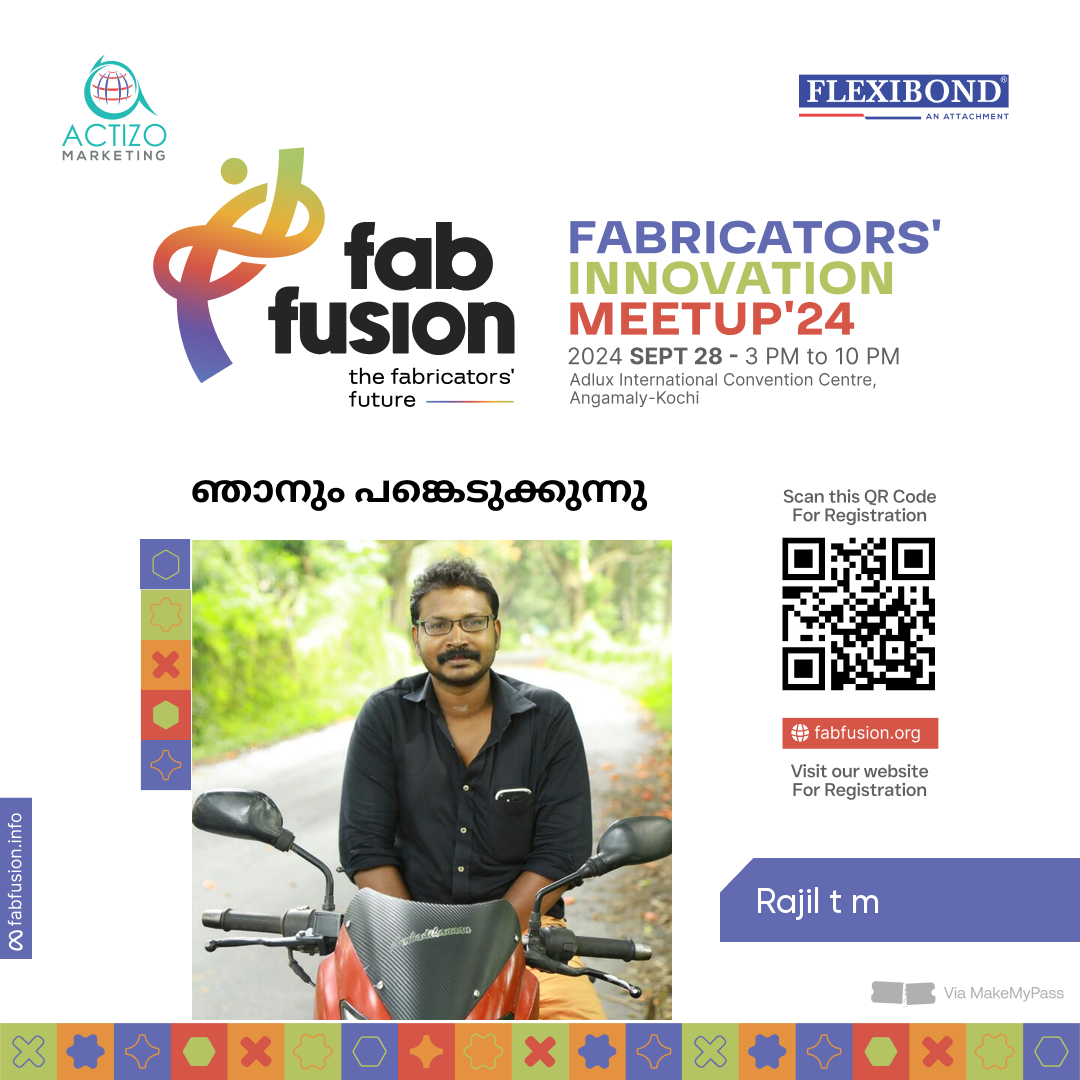 ACTIZO
MARKETING
FLEXIBOND®
AN ATTACHMENT
fab
fusion
the fabricators'
future
FABRICATORS'
INNOVATION
MEETUP'24
2024 SEPT 28 - 3 PM to 10 PM
Adlux International Convention Centre,
Angamaly-Kochi
ഞാനും പങ്കെടുക്കുന്നു
Scan this QR Code
For Registration
fabfusion.org
Visit our website
For Registration
fabfusion.info
Rajil t m
Via MakeMyPass